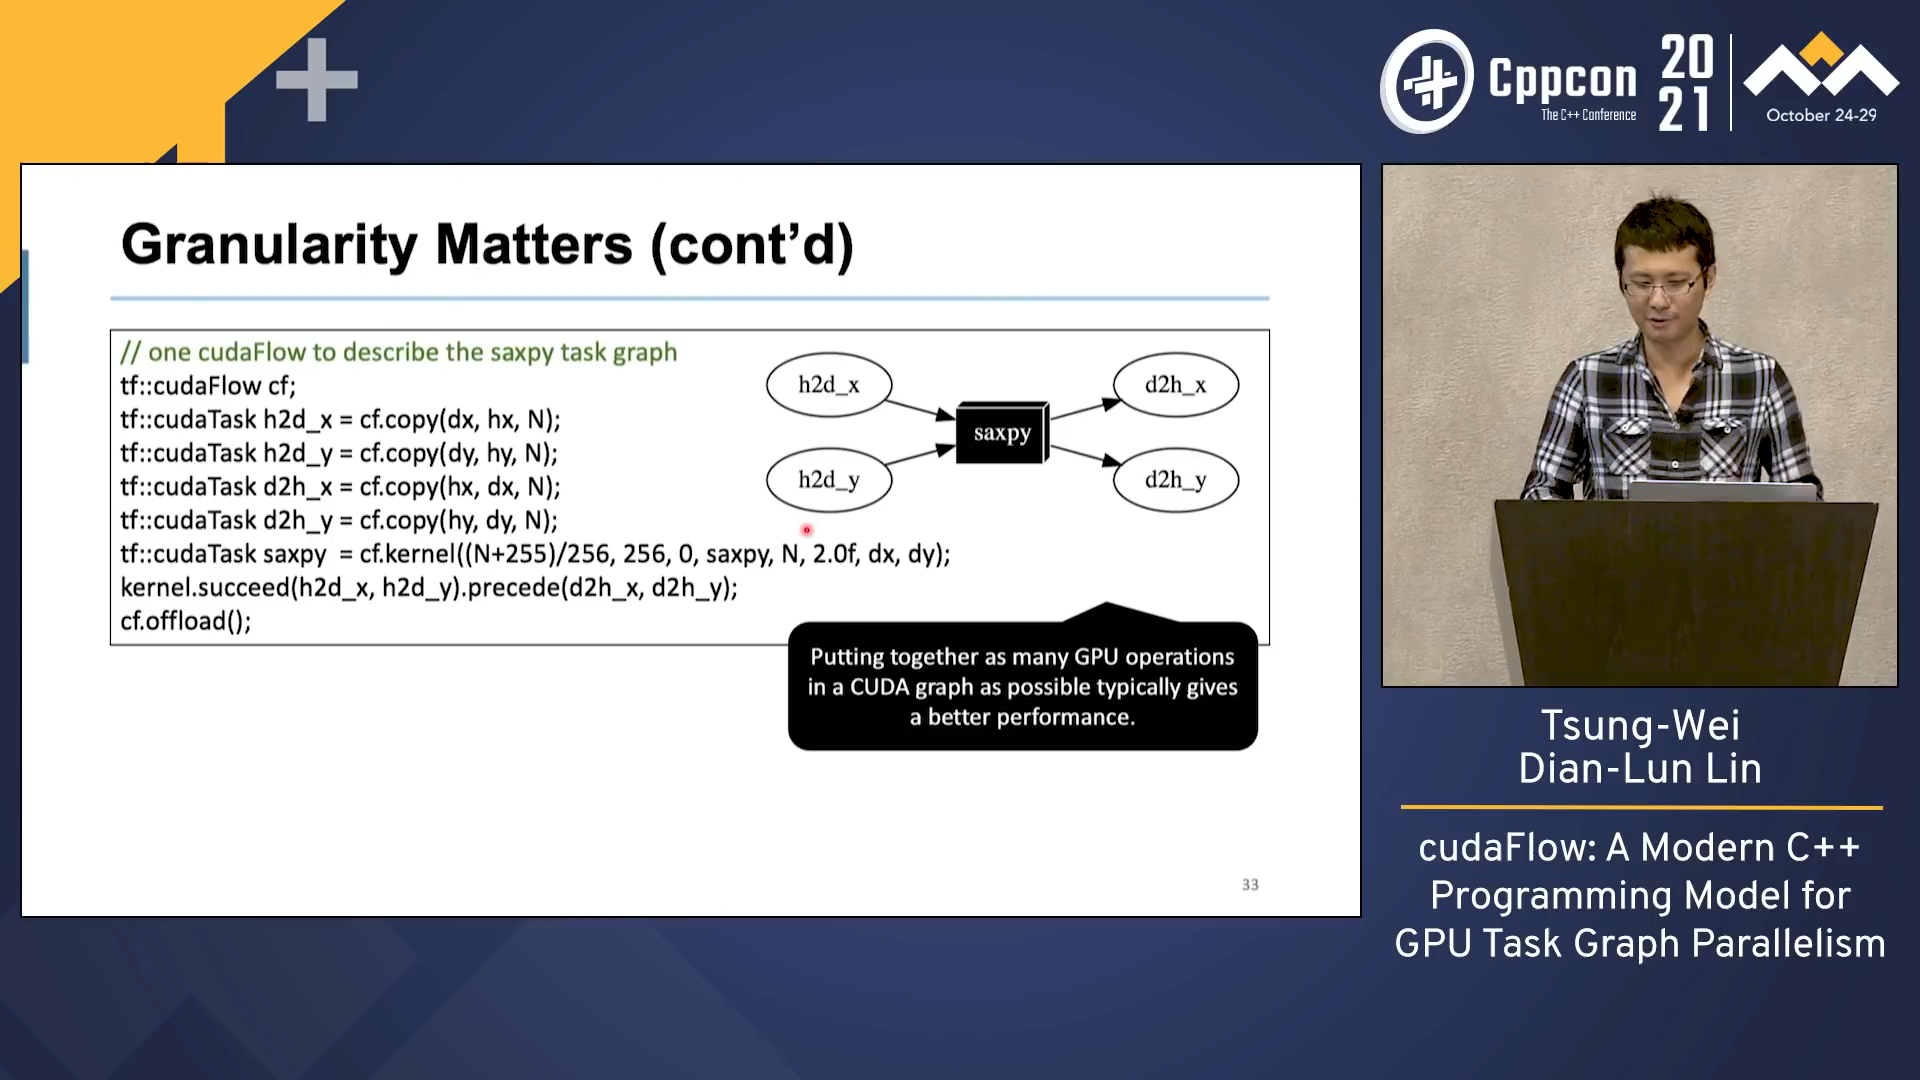 Cppcon
The C++ Conference
20
21
October 24-29
Granularity Matters (cont’d)
// one cudaFlow to describe the saxpy task graph
tf::cudaFlow cf;
tf::cudaTask h2d_x = cf.copy(dx, hx, N);
tf::cudaTask h2d_y = cf.copy(dy, hy, N);
tf::cudaTask d2h_x = cf.copy(hx, dx, N);
tf::cudaTask d2h_y = cf.copy(hy, dy, N);
tf::cudaTask saxpy = cf.kernel((N+255)/256, 256, 0, saxpy, N, 2.0f, dx, dy);
kernel.succeed(h2d_x, h2d_y).precede(d2h_x, d2h_y);
cf.offload();
h2d_x
d2h_x
saxpy
h2d_y
d2h_y
Putting together as many GPU operations
in a CUDA graph as possible typically gives
a better performance.
33
Tsung-Wei
Dian-Lun Lin
cudaFlow: A Modern C++
Programming Model for
GPU Task Graph Parallelism